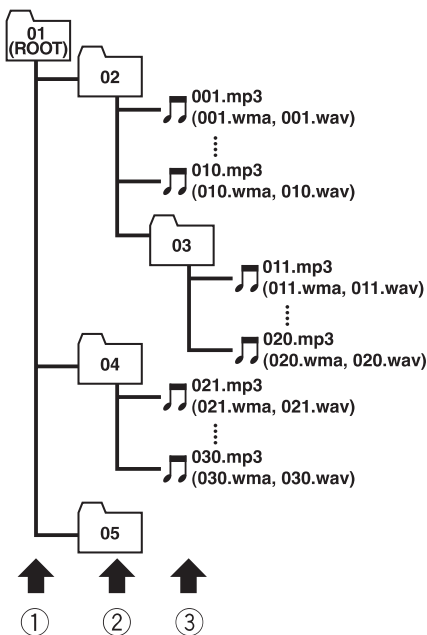 01
(ROOT)
02
001.mp3
(001.wma, 001.wav)
010.mp3
(010.wma, 010.wav)
03
011.mp3
(011.wma, 011.wav)
020.mp3
(020.wma, 020.wav)
04
021.mp3
(021.wma, 021.wav)
030.mp3
(030.wma, 030.wav)
05
① ② ③